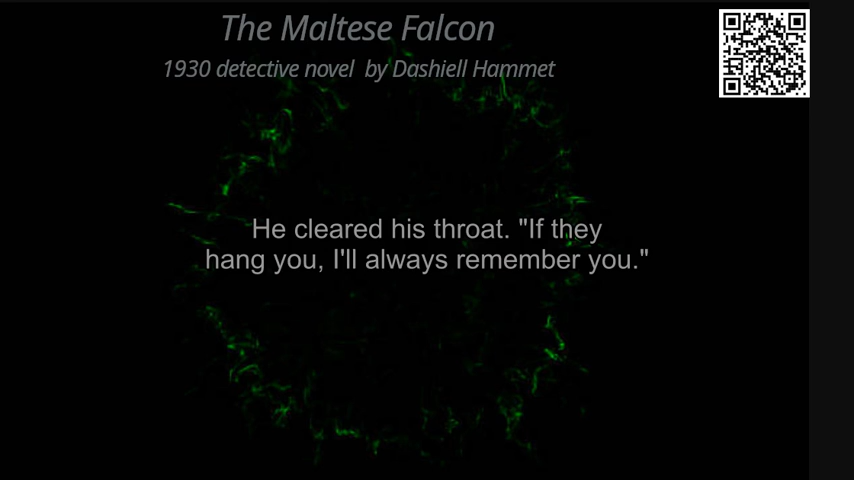 The Maltese Falcon
1930 detective novel by Dashiell Hammet
He cleared his throat. "If they
hang you, I'll always remember you."